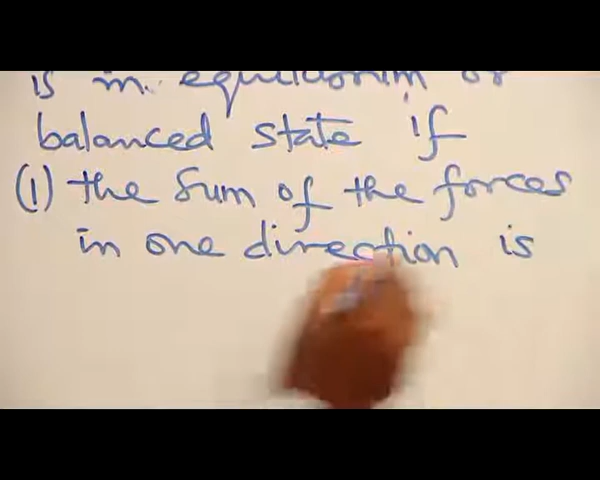 is in equilibrium or
balanced state if
(1) the sum of the forces
in one direction is